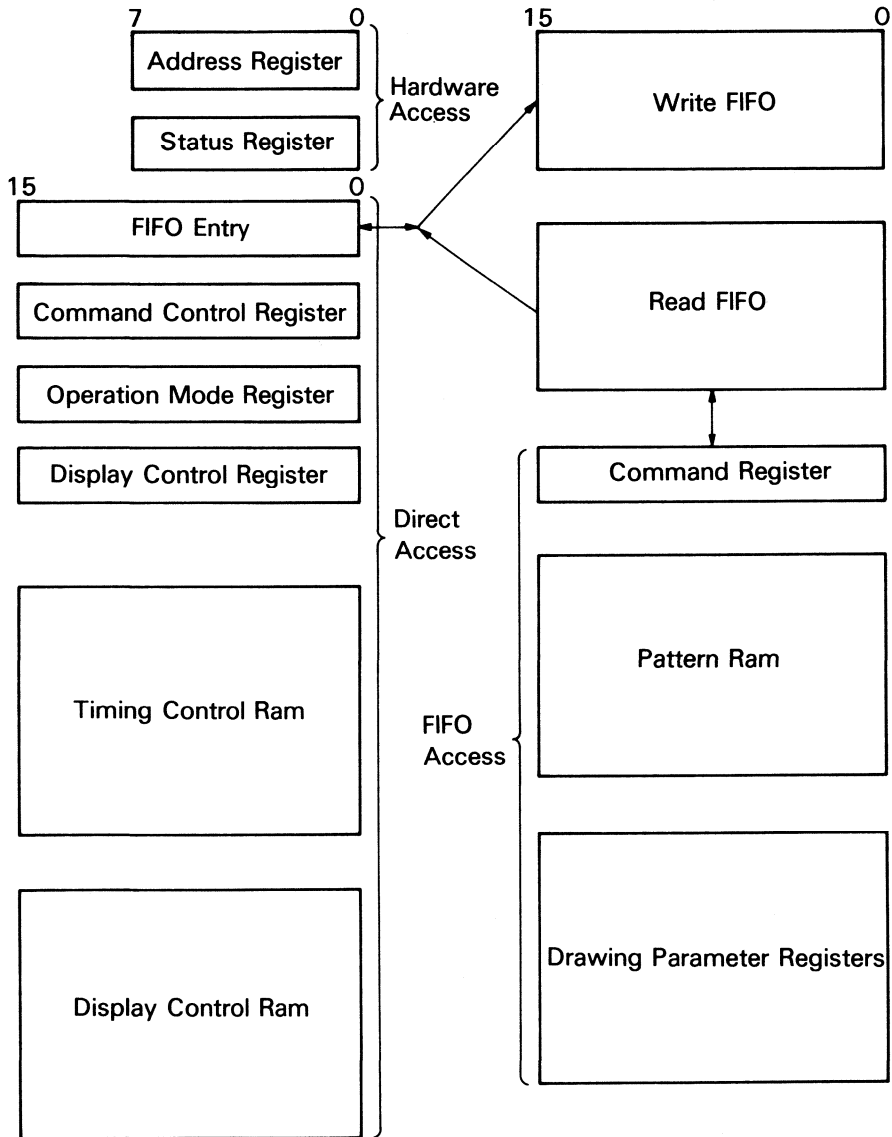 7 0
Address Register
Status Register
Hardware
Access
15 0
FIFO Entry
Command Control Register
Operation Mode Register
Display Control Register
Direct
Access
Timing Control Ram
Display Control Ram
15 0
Write FIFO
Read FIFO
Command Register
FIFO
Access
Pattern Ram
Drawing Parameter Registers